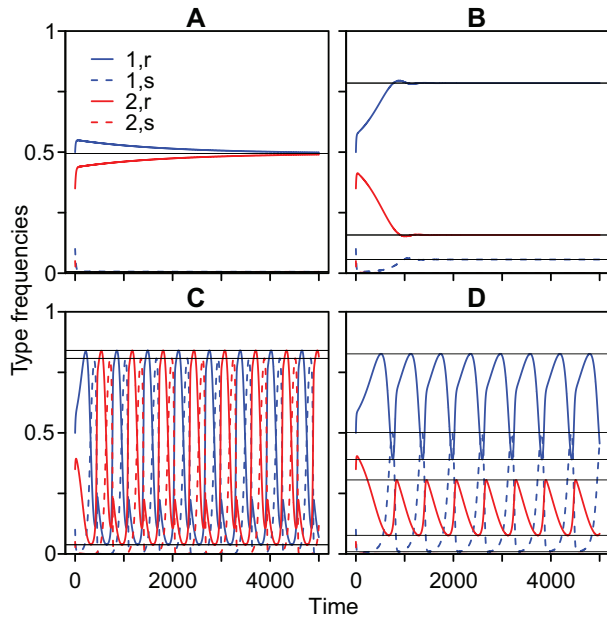 A
B
1
0.5
0
1,r
1,s
2,r
2,s
C
D
1
0.5
0
0
2000
4000
0
2000
4000
Type frequencies
Time